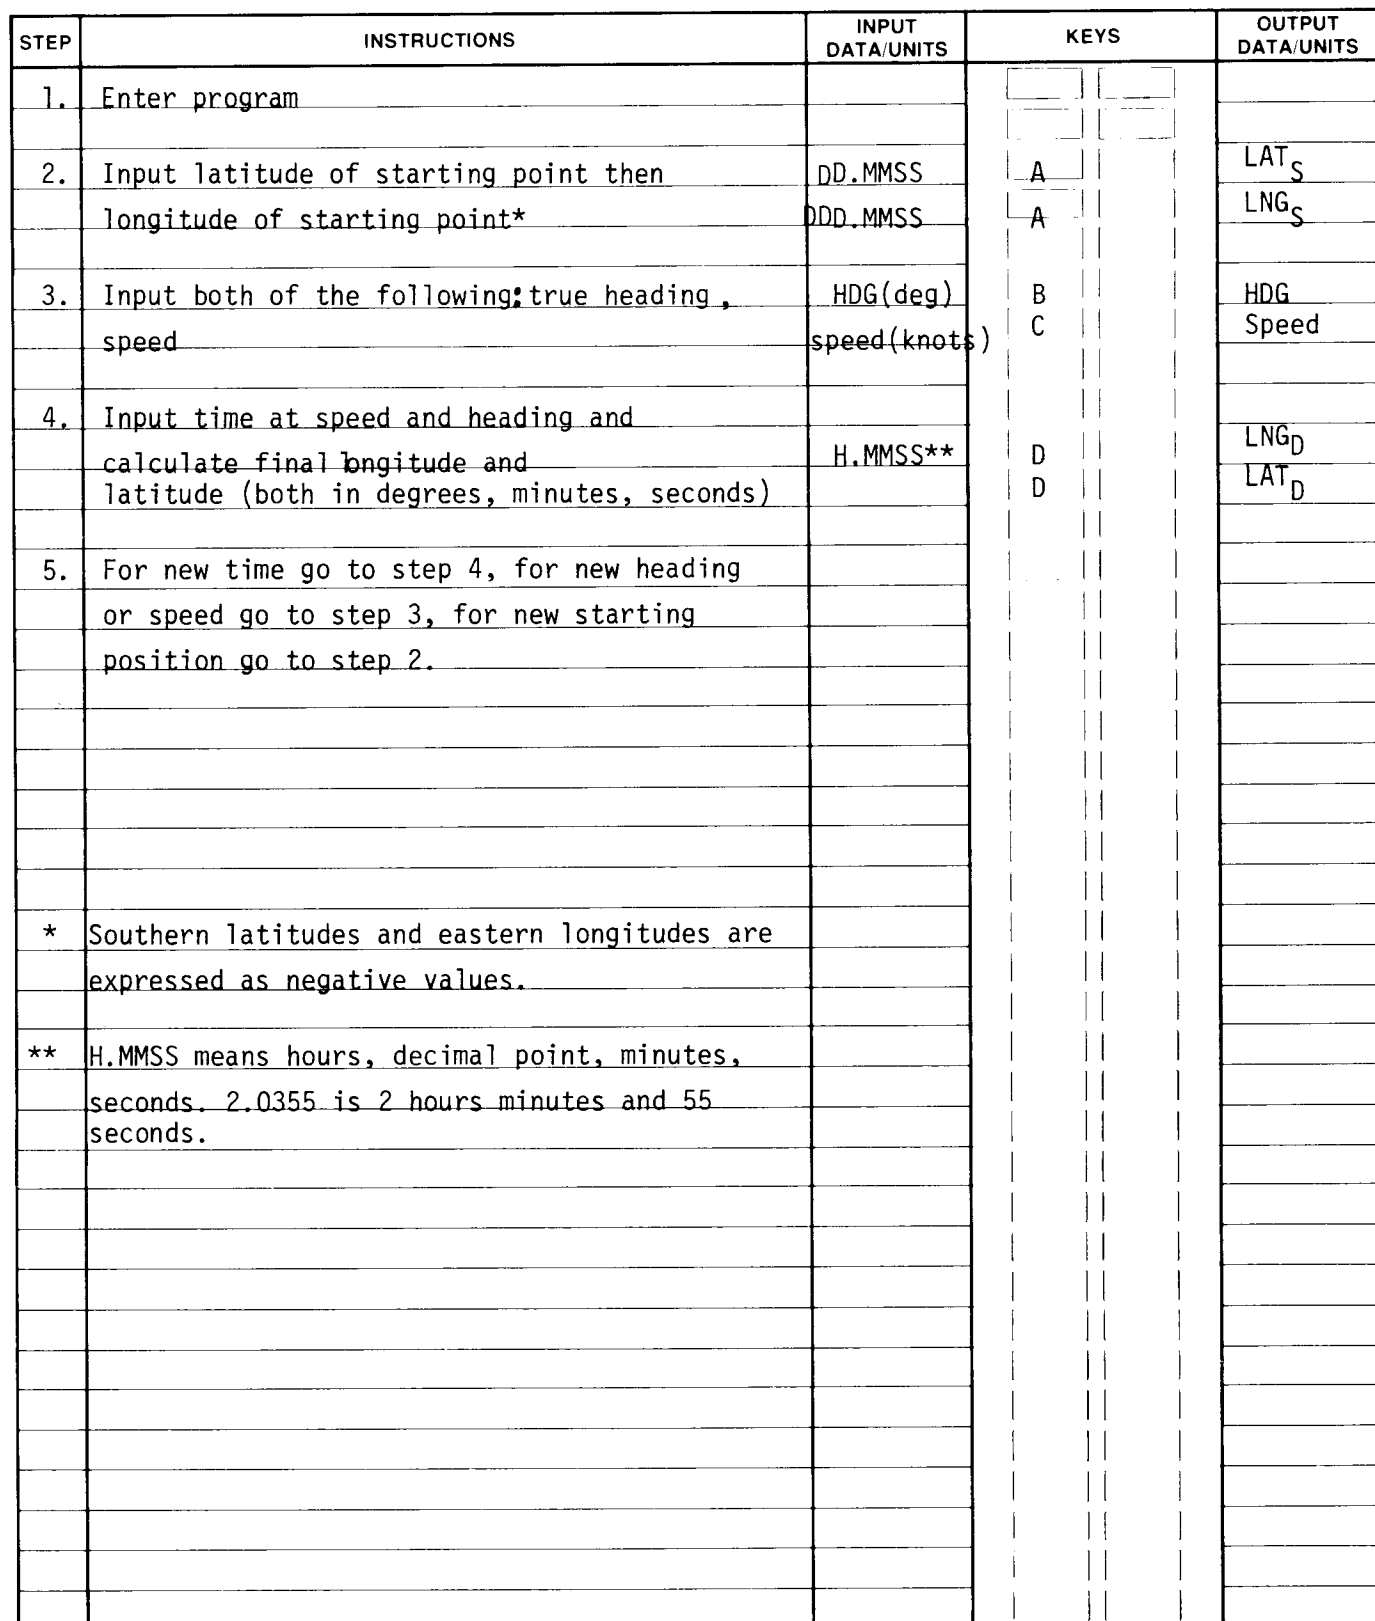 STEP INSTRUCTIONS INPUT DATA/UNITS KEYS OUTPUT DATA/UNITS
1. Enter program
2. Input latitude of starting point then DD.MMSS A LATS
longitude of starting point* DDD.MMSS A LNGS
3. Input both of the following: true heading, HDG(deg) B HDG
speed speed(knots) C Speed
4. Input time at speed and heading and
calculate final longitude and H.MMSS** D LNGD
latitude (both in degrees, minutes, seconds) D LATD
5. For new time go to step 4, for new heading
or speed go to step 3, for new starting
position go to step 2.
* Southern latitudes and eastern longitudes are
expressed as negative values.
** H.MMSS means hours, decimal point, minutes,
seconds. 2.0355 is 2 hours minutes and 55
seconds.